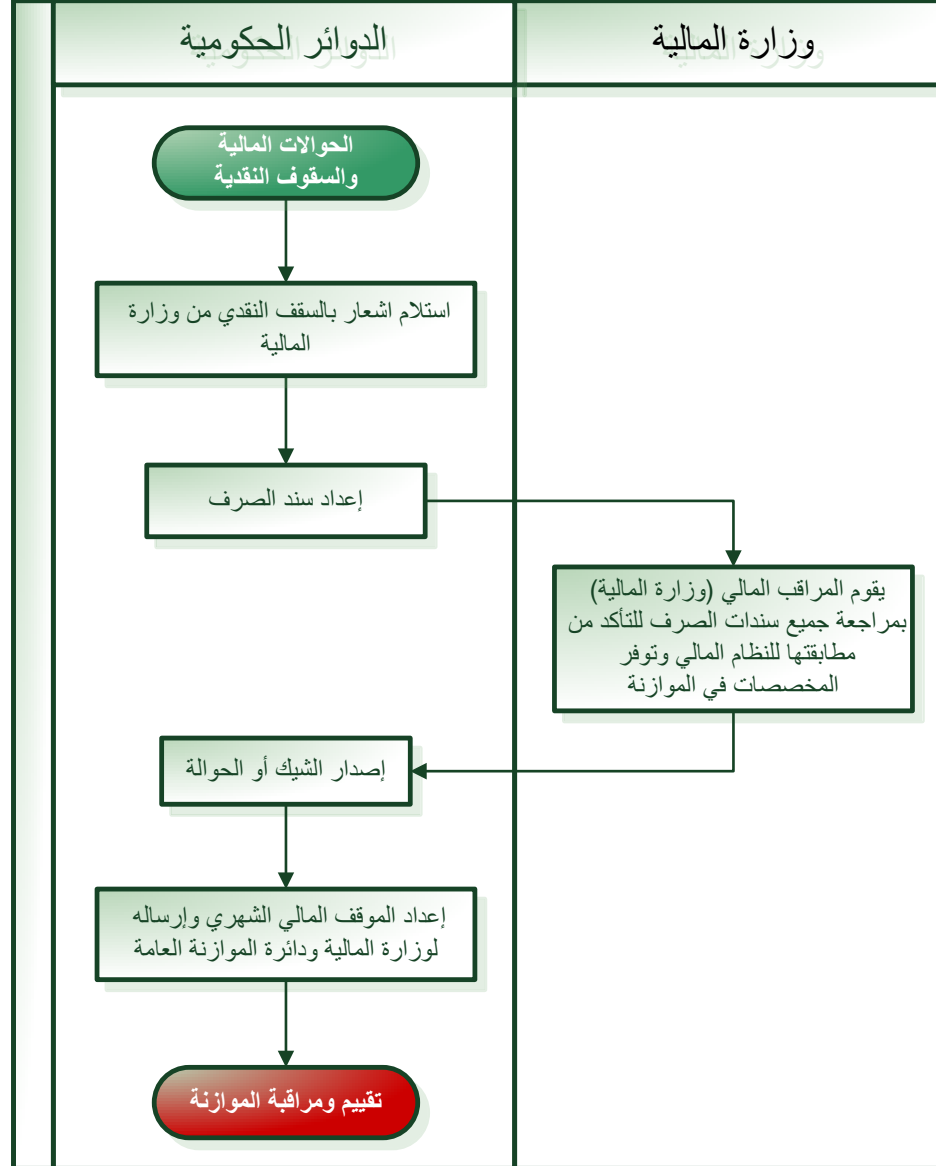 وزارة المالية
الدوائر الحكومية
الحوالات المالية
والسقوف النقدية
استلام اشعار بالسقف النقدي من وزارة
المالية
إعداد سند الصرف
يقوم المراقب المالي (وزارة المالية)
بمراجعة جميع سندات الصرف للتأكد من
مطابقتها للنظام المالي وتوفر
المخصصات في الموازنة
إصدار الشيك أو الحوالة
إعداد الموقف المالي الشهري وإرساله
لوزارة المالية ودائرة الموازنة العامة
تقييم ومراقبة الموازنة